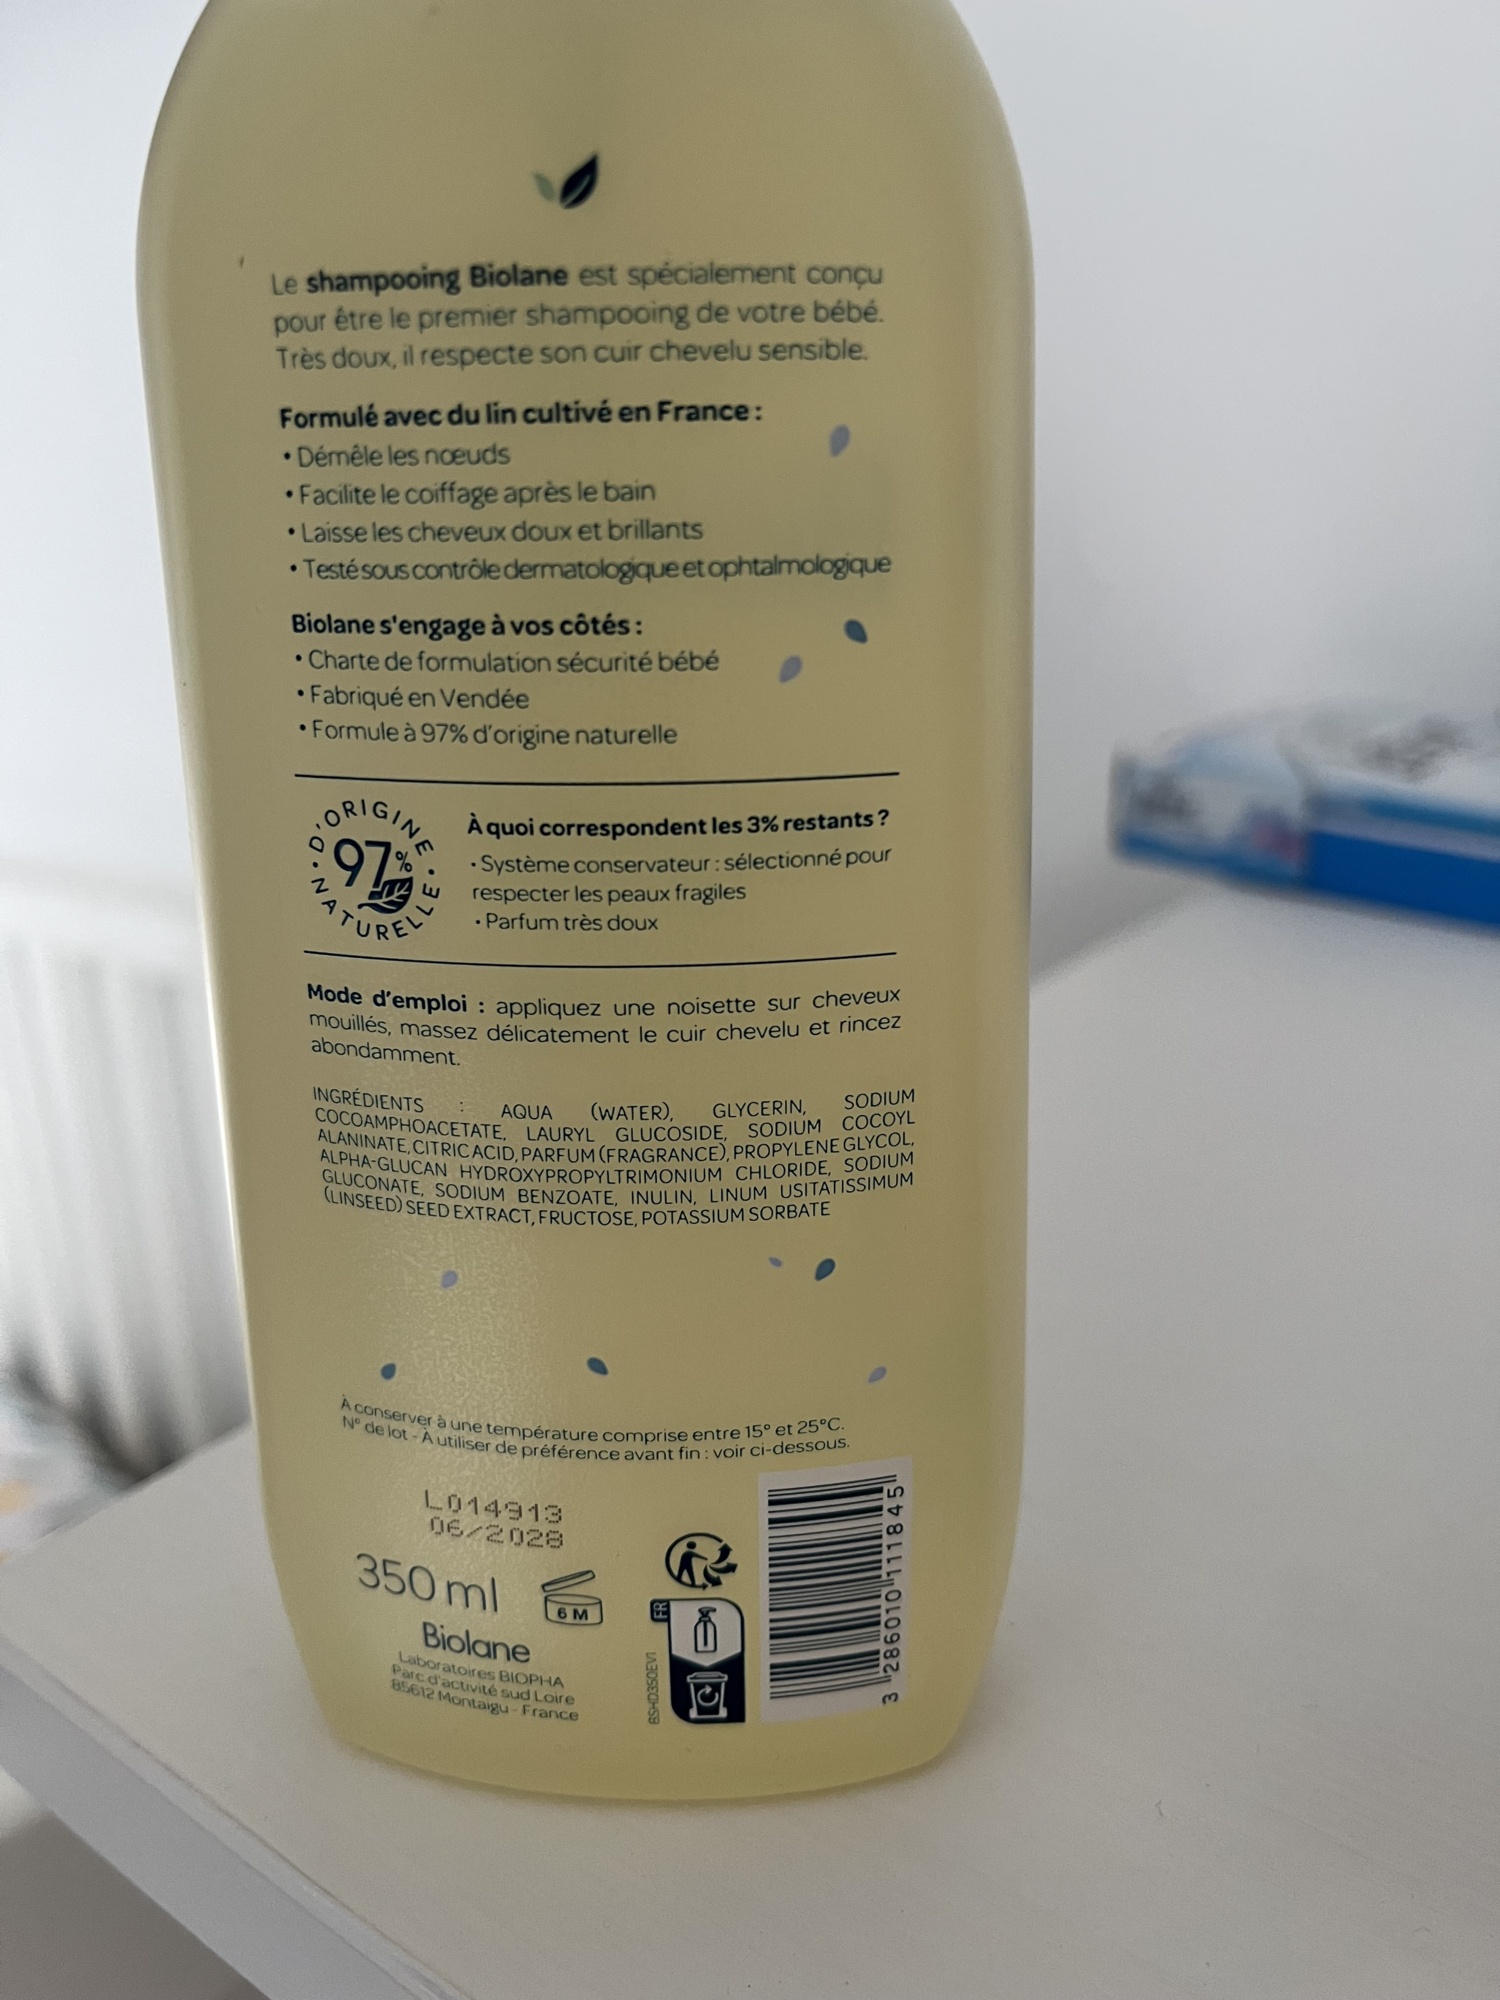 Le shampooing Biolane est spécialement conçu
pour être le premier shampooing de votre bébé.
Très doux, il respecte son cuir chevelu sensible.
Formulé avec du lin cultivé en France :
• Démêle les nœuds
• Facilite le coiffage après le bain
• Laisse les cheveux doux et brillants
• Testé sous contrôle dermatologique et ophtalmologique
Biolane s'engage à vos côtés :
• Charte de formulation sécurité bébé
• Fabriqué en Vendée
• Formule à 97% d'origine naturelle
D'ORIGINE
97%
NATURELLE
À quoi correspondent les 3% restants ?
• Système conservateur : sélectionné pour
respecter les peaux fragiles
• Parfum très doux
Mode d'emploi : appliquez une noisette sur cheveux
mouillés, massez délicatement le cuir chevelu et rincez
abondamment.
INGRÉDIENTS : AQUA (WATER), GLYCERIN, SODIUM
COCOAMPHOACETATE, LAURYL GLUCOSIDE, SODIUM COCOYL
ALANINATE, CITRIC ACID, PARFUM (FRAGRANCE), PROPYLENE GLYCOL,
ALPHA-GLUCAN HYDROXYPROPYLTRIMONIUM CHLORIDE, SODIUM
GLUCONATE, SODIUM BENZOATE, INULIN, LINUM USITATISSIMUM
(LINSEED) SEED EXTRACT, FRUCTOSE, POTASSIUM SORBATE
À conserver à une température comprise entre 15° et 25°C.
N° de lot - À utiliser de préférence avant fin : voir ci-dessous.
L014913
06/2028
350 ml
6 M
Biolane
Laboratoires BIOPHA
Parc d'activité sud Loire
85612 Montaigu - France
FR
BSHD350EV1
3 286010 111845